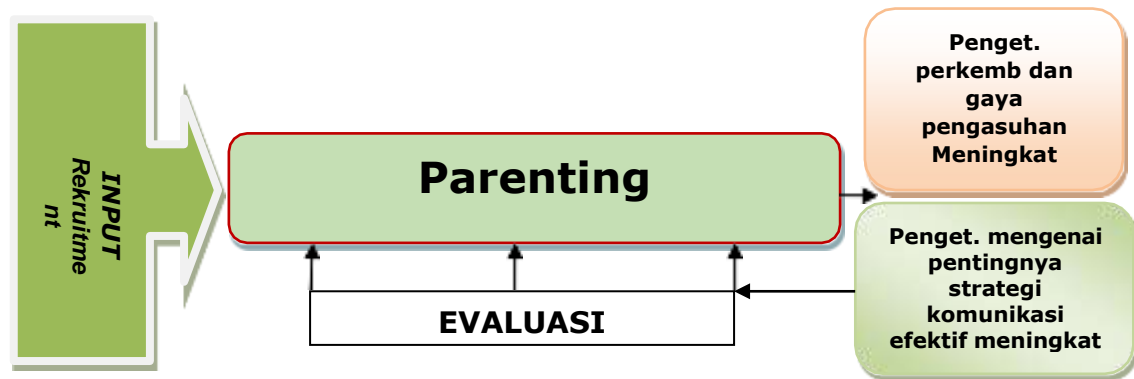 INPUT
Rekruitme
nt
Parenting
EVALUASI
Penget.
perkemb dan
gaya
pengasuhan
Meningkat
Penget. mengenai
pentingnya
strategi
komunikasi
efektif meningkat